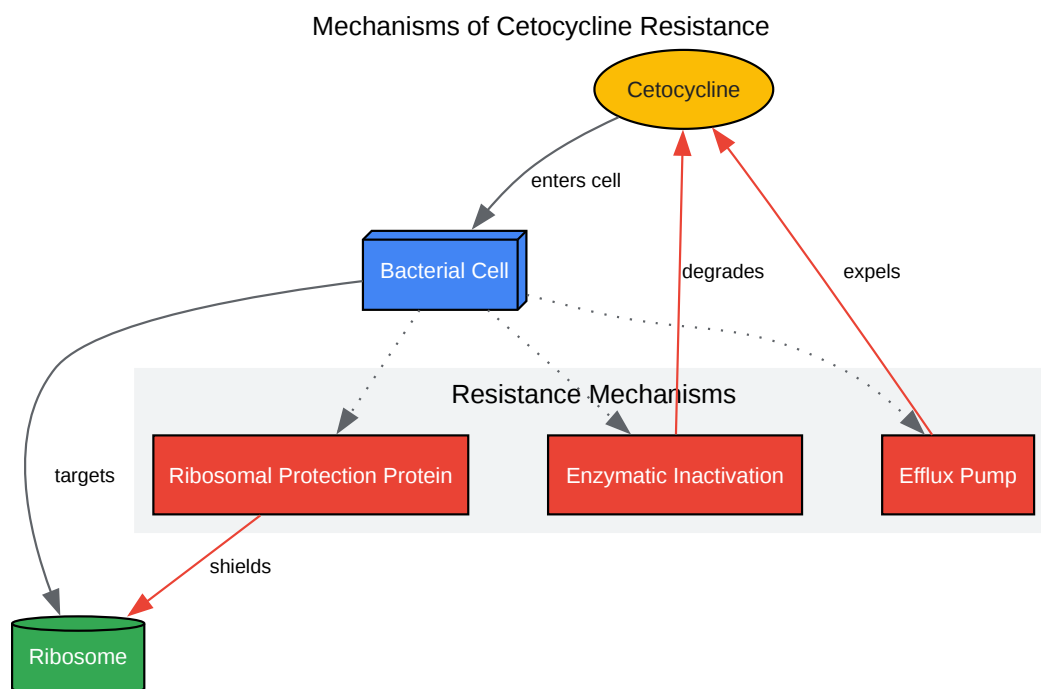 Mechanisms of Cetocycline Resistance
Cetocycline
enters cell
Bacterial Cell
degrades
expels
Resistance Mechanisms
Ribosomal Protection Protein
Enzymatic Inactivation
Efflux Pump
targets
shields
Ribosome